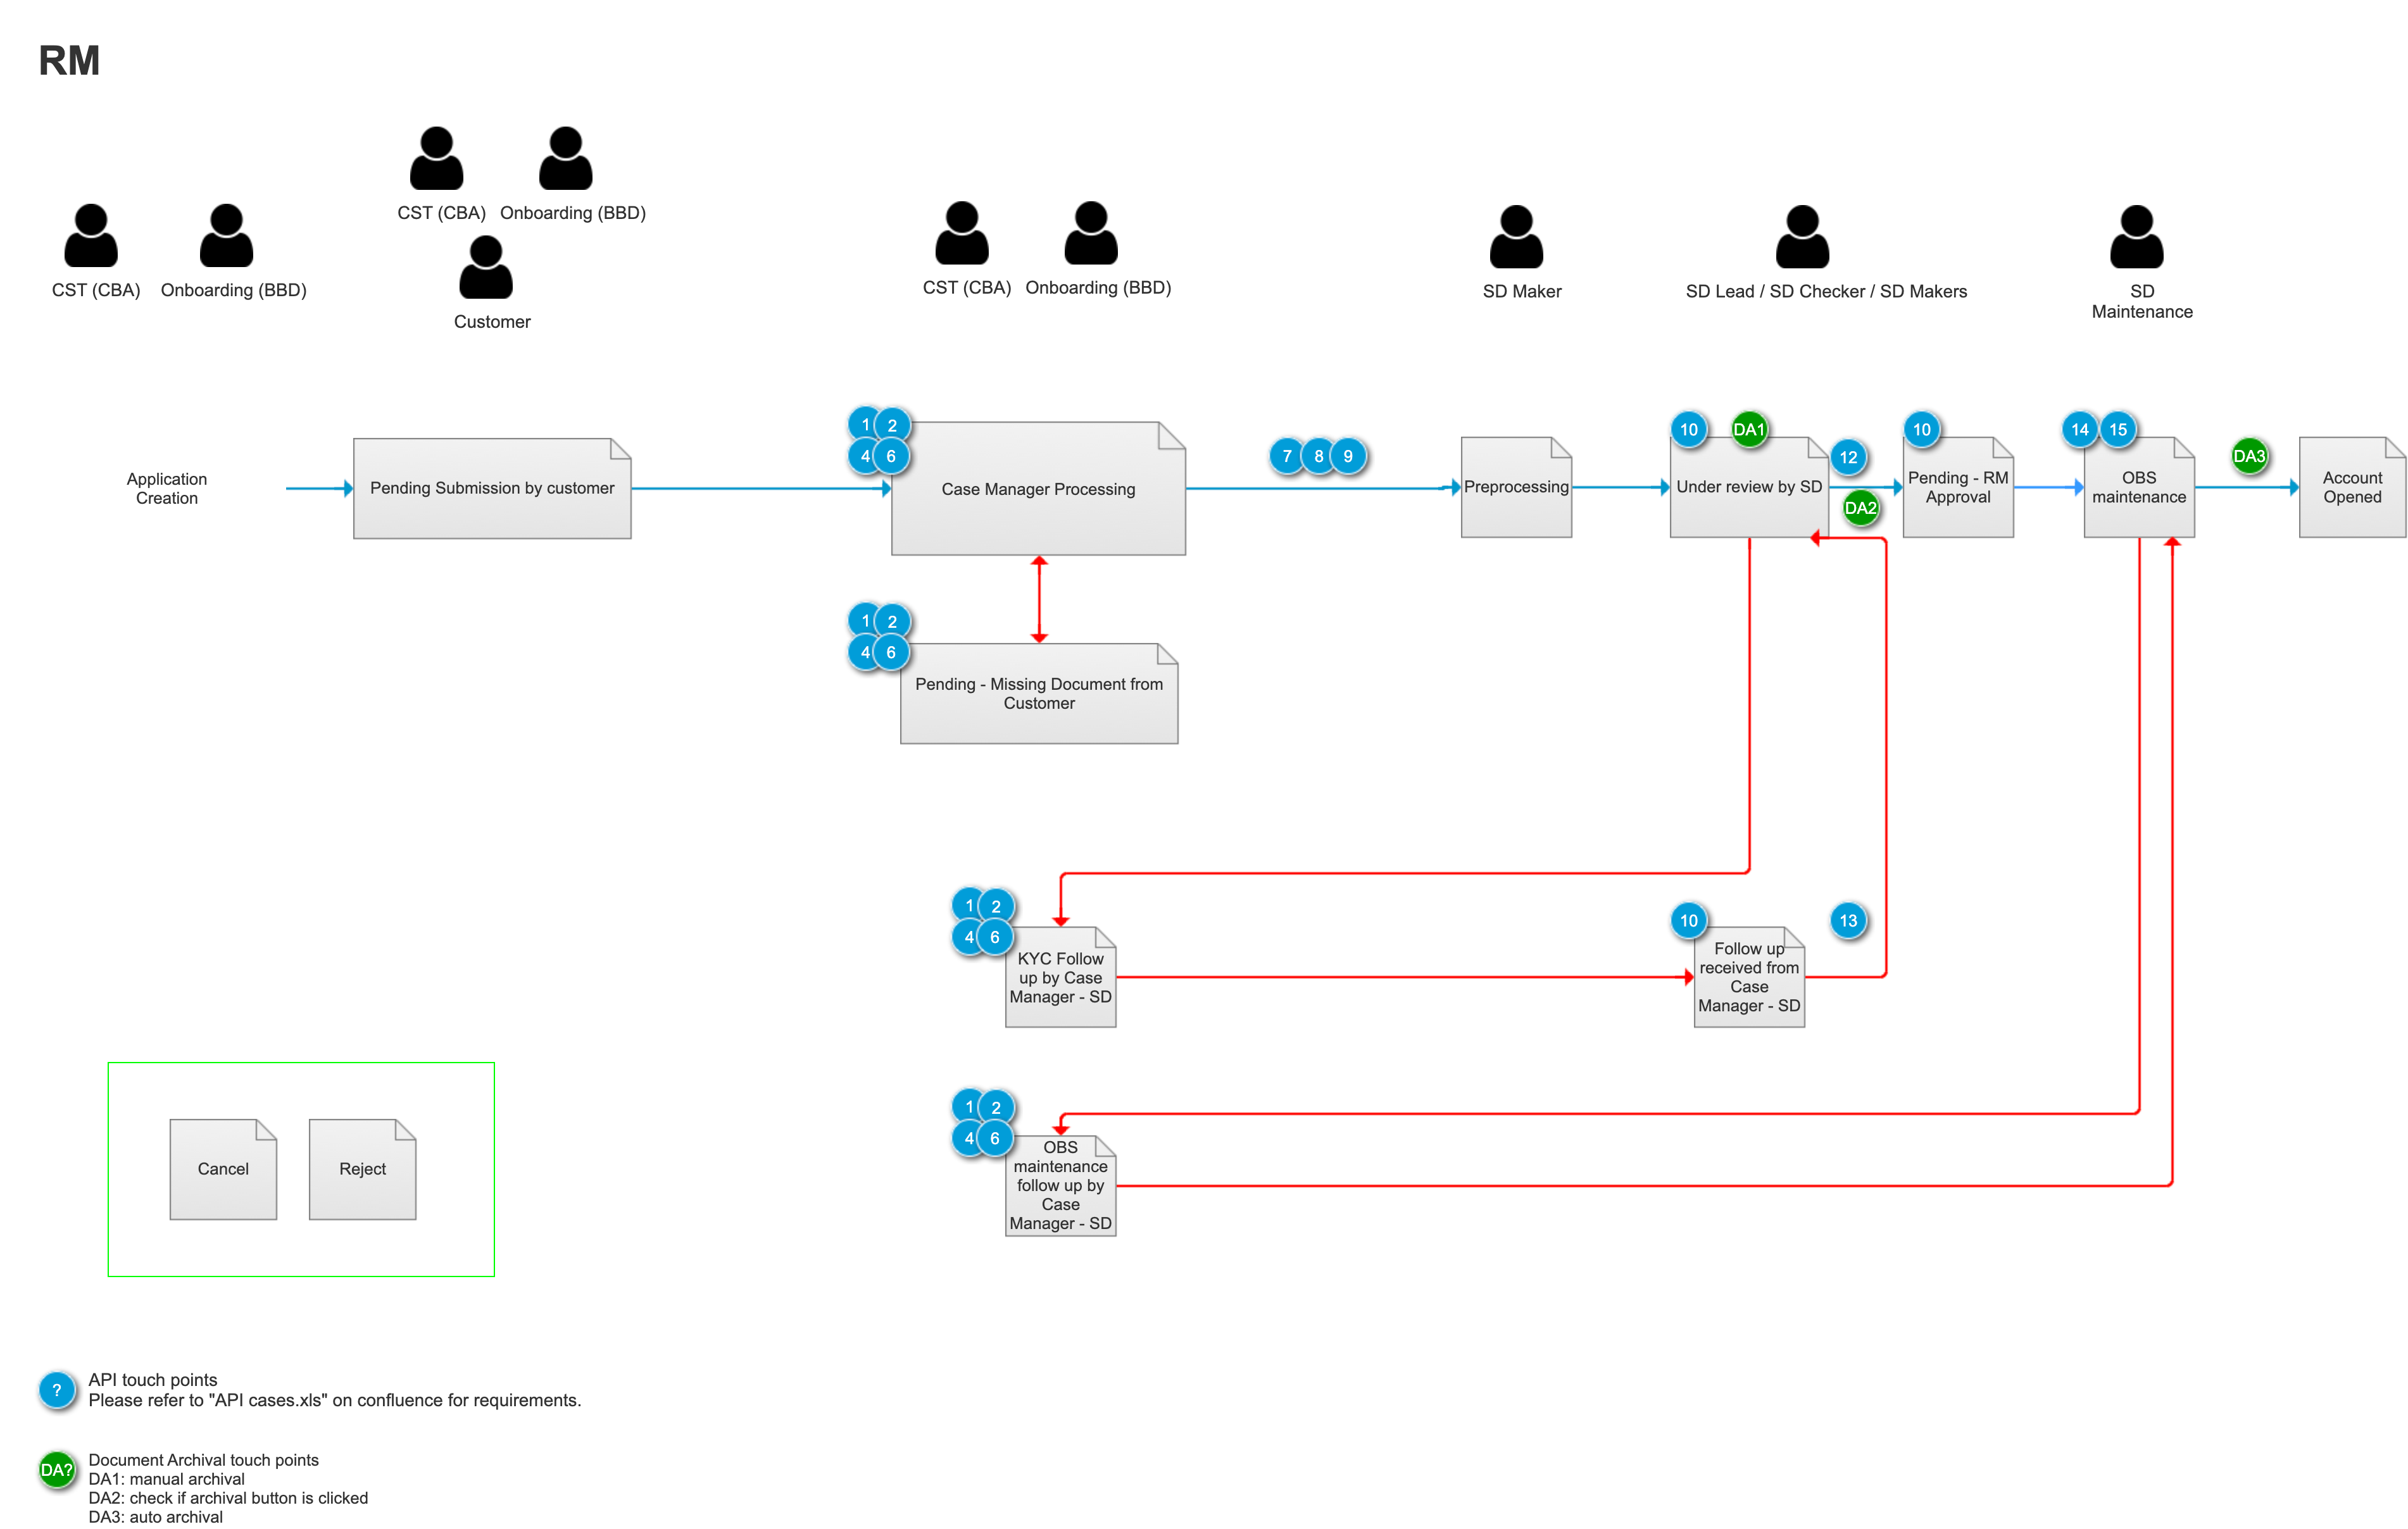 RM
CST (CBA)
Onboarding (BBD)
CST (CBA)
Onboarding (BBD)
Customer
CST (CBA)
Onboarding (BBD)
SD Maker
SD Lead / SD Checker / SD Makers
SD
Maintenance
Application
Creation
Pending Submission by customer
1
2
4
6
Case Manager Processing
7
8
9
Preprocessing
10
DA1
Under review by SD
12
DA2
10
Pending - RM
Approval
14
15
OBS
maintenance
DA3
Account
Opened
1
2
4
6
Pending - Missing Document from
Customer
1
2
4
6
KYC Follow
up by Case
Manager - SD
10
Follow up
received from
Case
Manager - SD
13
1
2
4
6
OBS
maintenance
follow up by
Case
Manager - SD
Cancel
Reject
?
API touch points
Please refer to "API cases.xls" on confluence for requirements.
DA?
Document Archival touch points
DA1: manual archival
DA2: check if archival button is clicked
DA3: auto archival